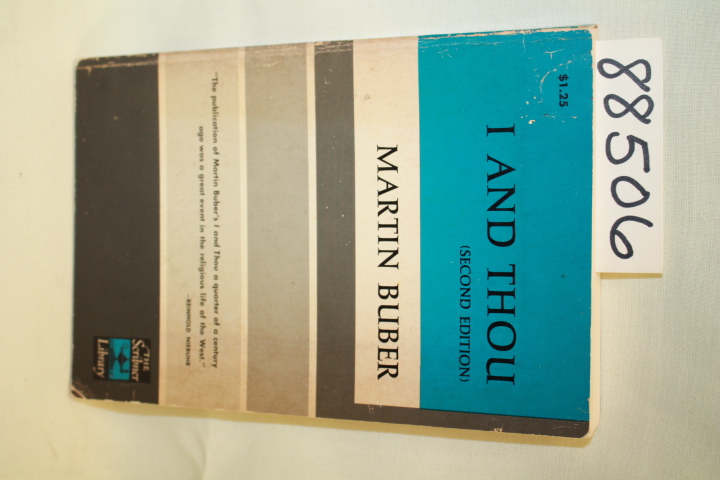 $1.25
I AND THOU
(SECOND EDITION)
MARTIN BUBER
"The publication of Martin Buber's I and Thou a quarter of a century
ago was a great event in the religious life of the West."
—REINHOLD NIEBUHR
THE
Scribner
Library
88506